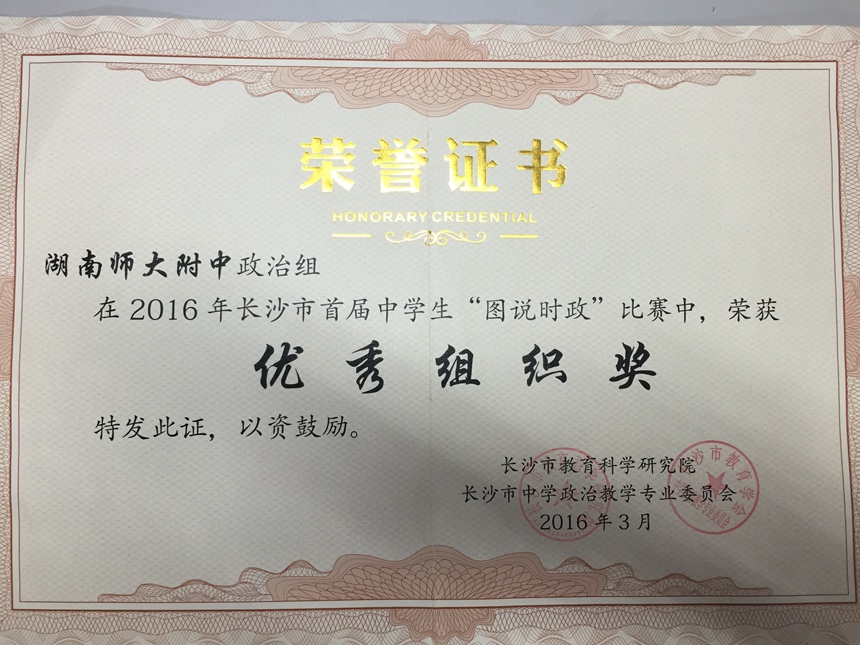 荣誉证书
HONORARY CREDENTIAL
湖南师大附中政治组
在2016年长沙市首届中学生“图说时政”比赛中，荣获
优秀组织奖
特发此证，以资鼓励。
长沙市教育科学研究院
长沙市中学政治教学专业委员会
2016年3月